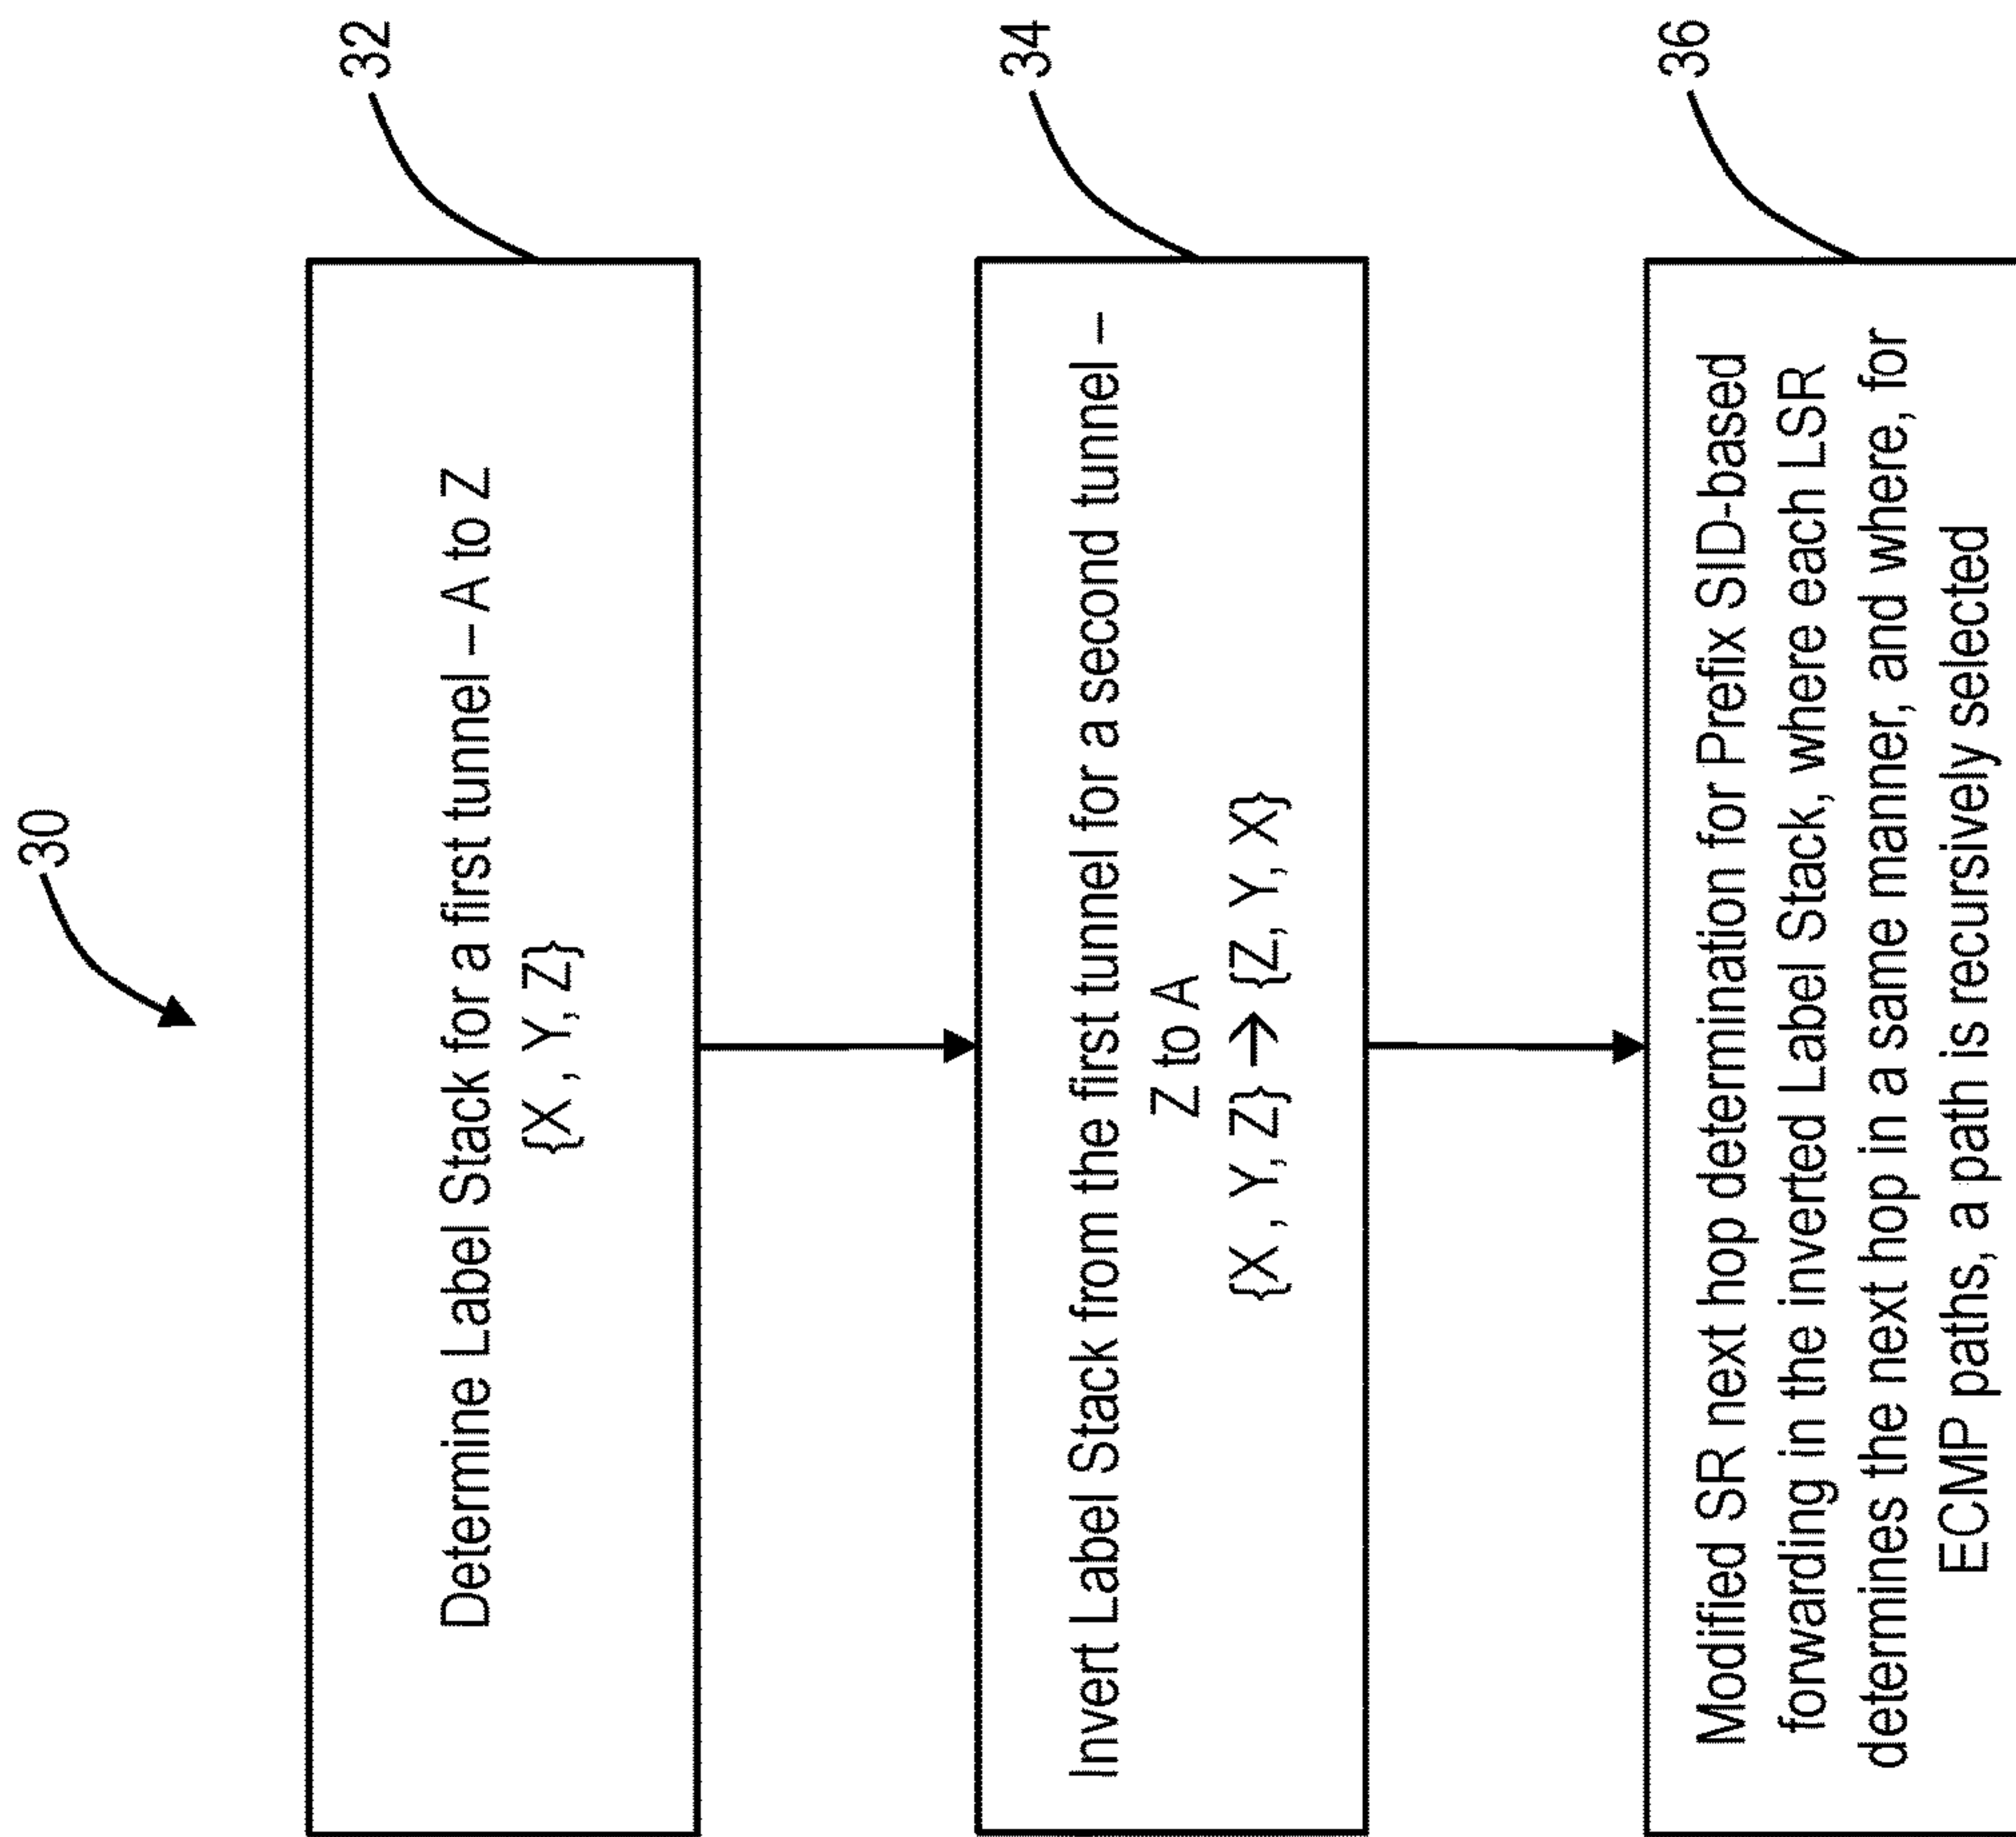 30
32
Determine Label Stack for a first tunnel – A to Z
{X , Y, Z}
34
Invert Label Stack from the first tunnel for a second tunnel –
Z to A
{X , Y, Z} → {Z, Y, X}
36
Modified SR next hop determination for Prefix SID-based
forwarding in the inverted Label Stack, where each LSR
determines the next hop in a same manner, and where, for
ECMP paths, a path is recursively selected